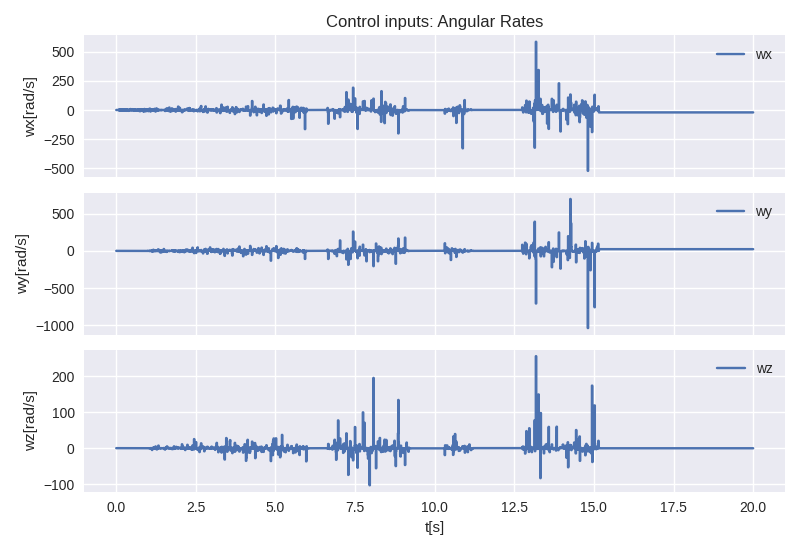 Control inputs: Angular Rates
wx[rad/s]
500
250
0
−250
−500
wx
wy[rad/s]
500
0
−500
−1000
wy
wz[rad/s]
200
100
0
−100
wz
0.0 2.5 5.0 7.5 10.0 12.5 15.0 17.5 20.0
t[s]